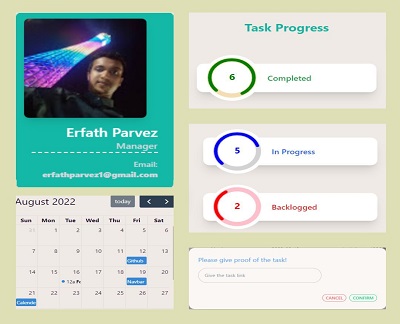 Erfath Parvez
Manager
Email:
erfathparvez1@gmail.com
August 2022
today
Sun Mon Tue Wed Thu Fri Sat
31 1 2 3 4 5 6
7 8 9 10 11 12 13
Github
14 15 16 17 18 19 20
12a Fc
Navbar
21 22 23 24 25 26 27
Calende
Task Progress
6 Completed
5 In Progress
2 Backlogged
Please give proof of the task!
Give the task link
CANCEL CONFIRM